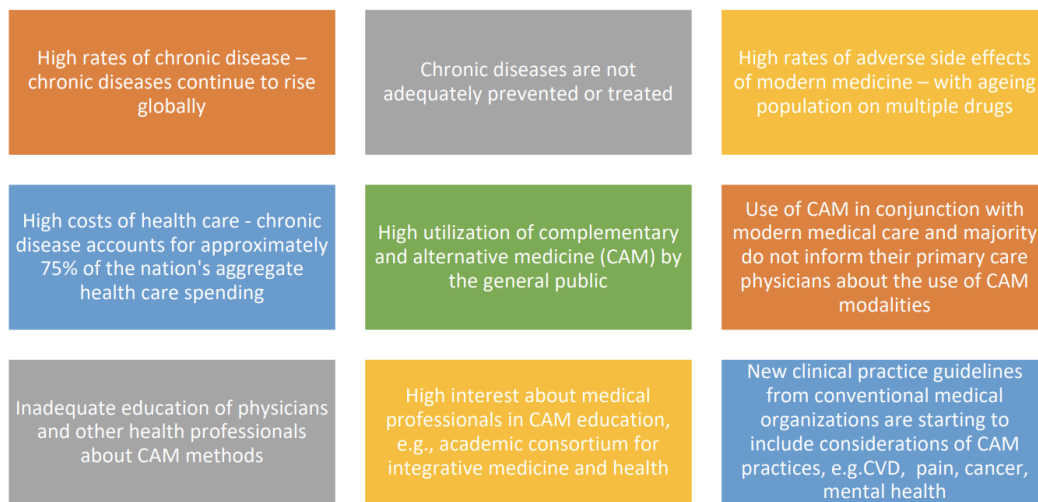 High rates of chronic disease –
chronic diseases continue to rise
globally
Chronic diseases are not
adequately prevented or treated
High rates of adverse side effects
of modern medicine – with ageing
population on multiple drugs
High costs of health care - chronic
disease accounts for approximately
75% of the nation's aggregate
health care spending
High utilization of complementary
and alternative medicine (CAM) by
the general public
Use of CAM in conjunction with
modern medical care and majority
do not inform their primary care
physicians about the use of CAM
modalities
Inadequate education of physicians
and other health professionals
about CAM methods
High interest about medical
professionals in CAM education,
e.g., academic consortium for
integrative medicine and health
New clinical practice guidelines
from conventional medical
organizations are starting to
include considerations of CAM
practices, e.g.CVD, pain, cancer,
mental health